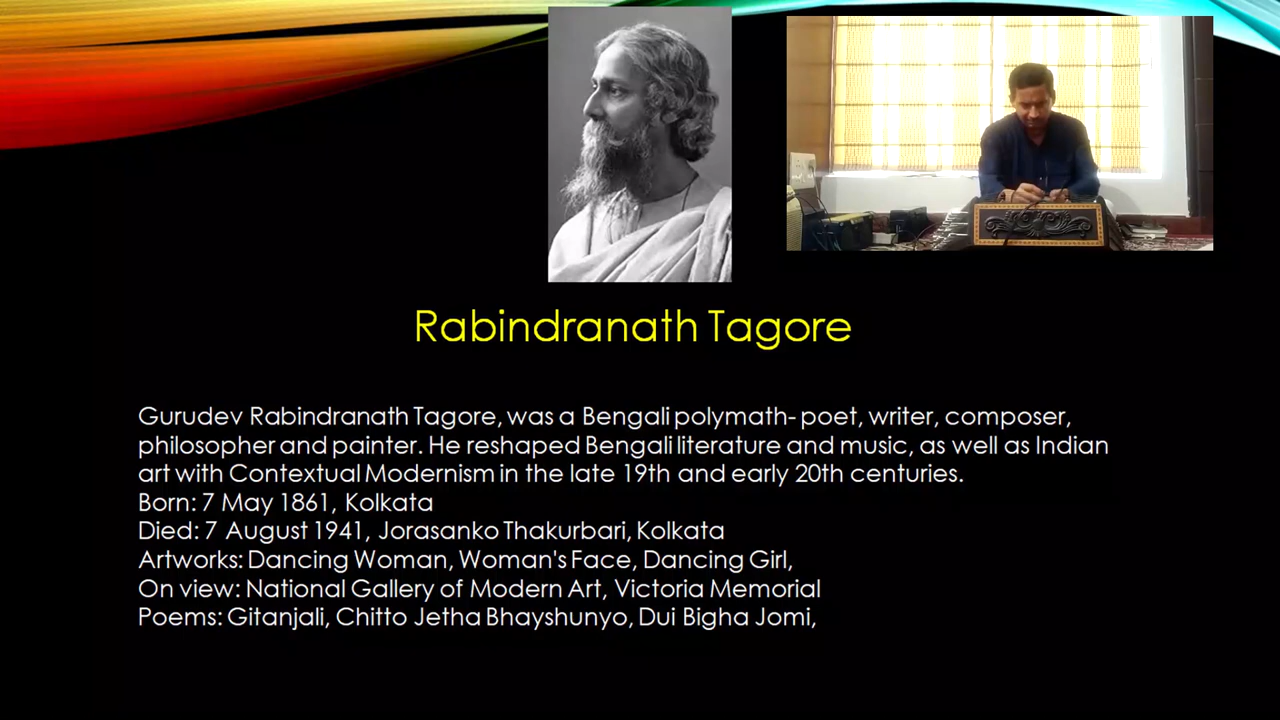 Rabindranath Tagore
Gurudev Rabindranath Tagore, was a Bengali polymath- poet, writer, composer,
philosopher and painter. He reshaped Bengali literature and music, as well as Indian
art with Contextual Modernism in the late 19th and early 20th centuries.
Born: 7 May 1861, Kolkata
Died: 7 August 1941, Jorasanko Thakurbari, Kolkata
Artworks: Dancing Woman, Woman's Face, Dancing Girl,
On view: National Gallery of Modern Art, Victoria Memorial
Poems: Gitanjali, Chitto Jetha Bhayshunyo, Dui Bigha Jomi,